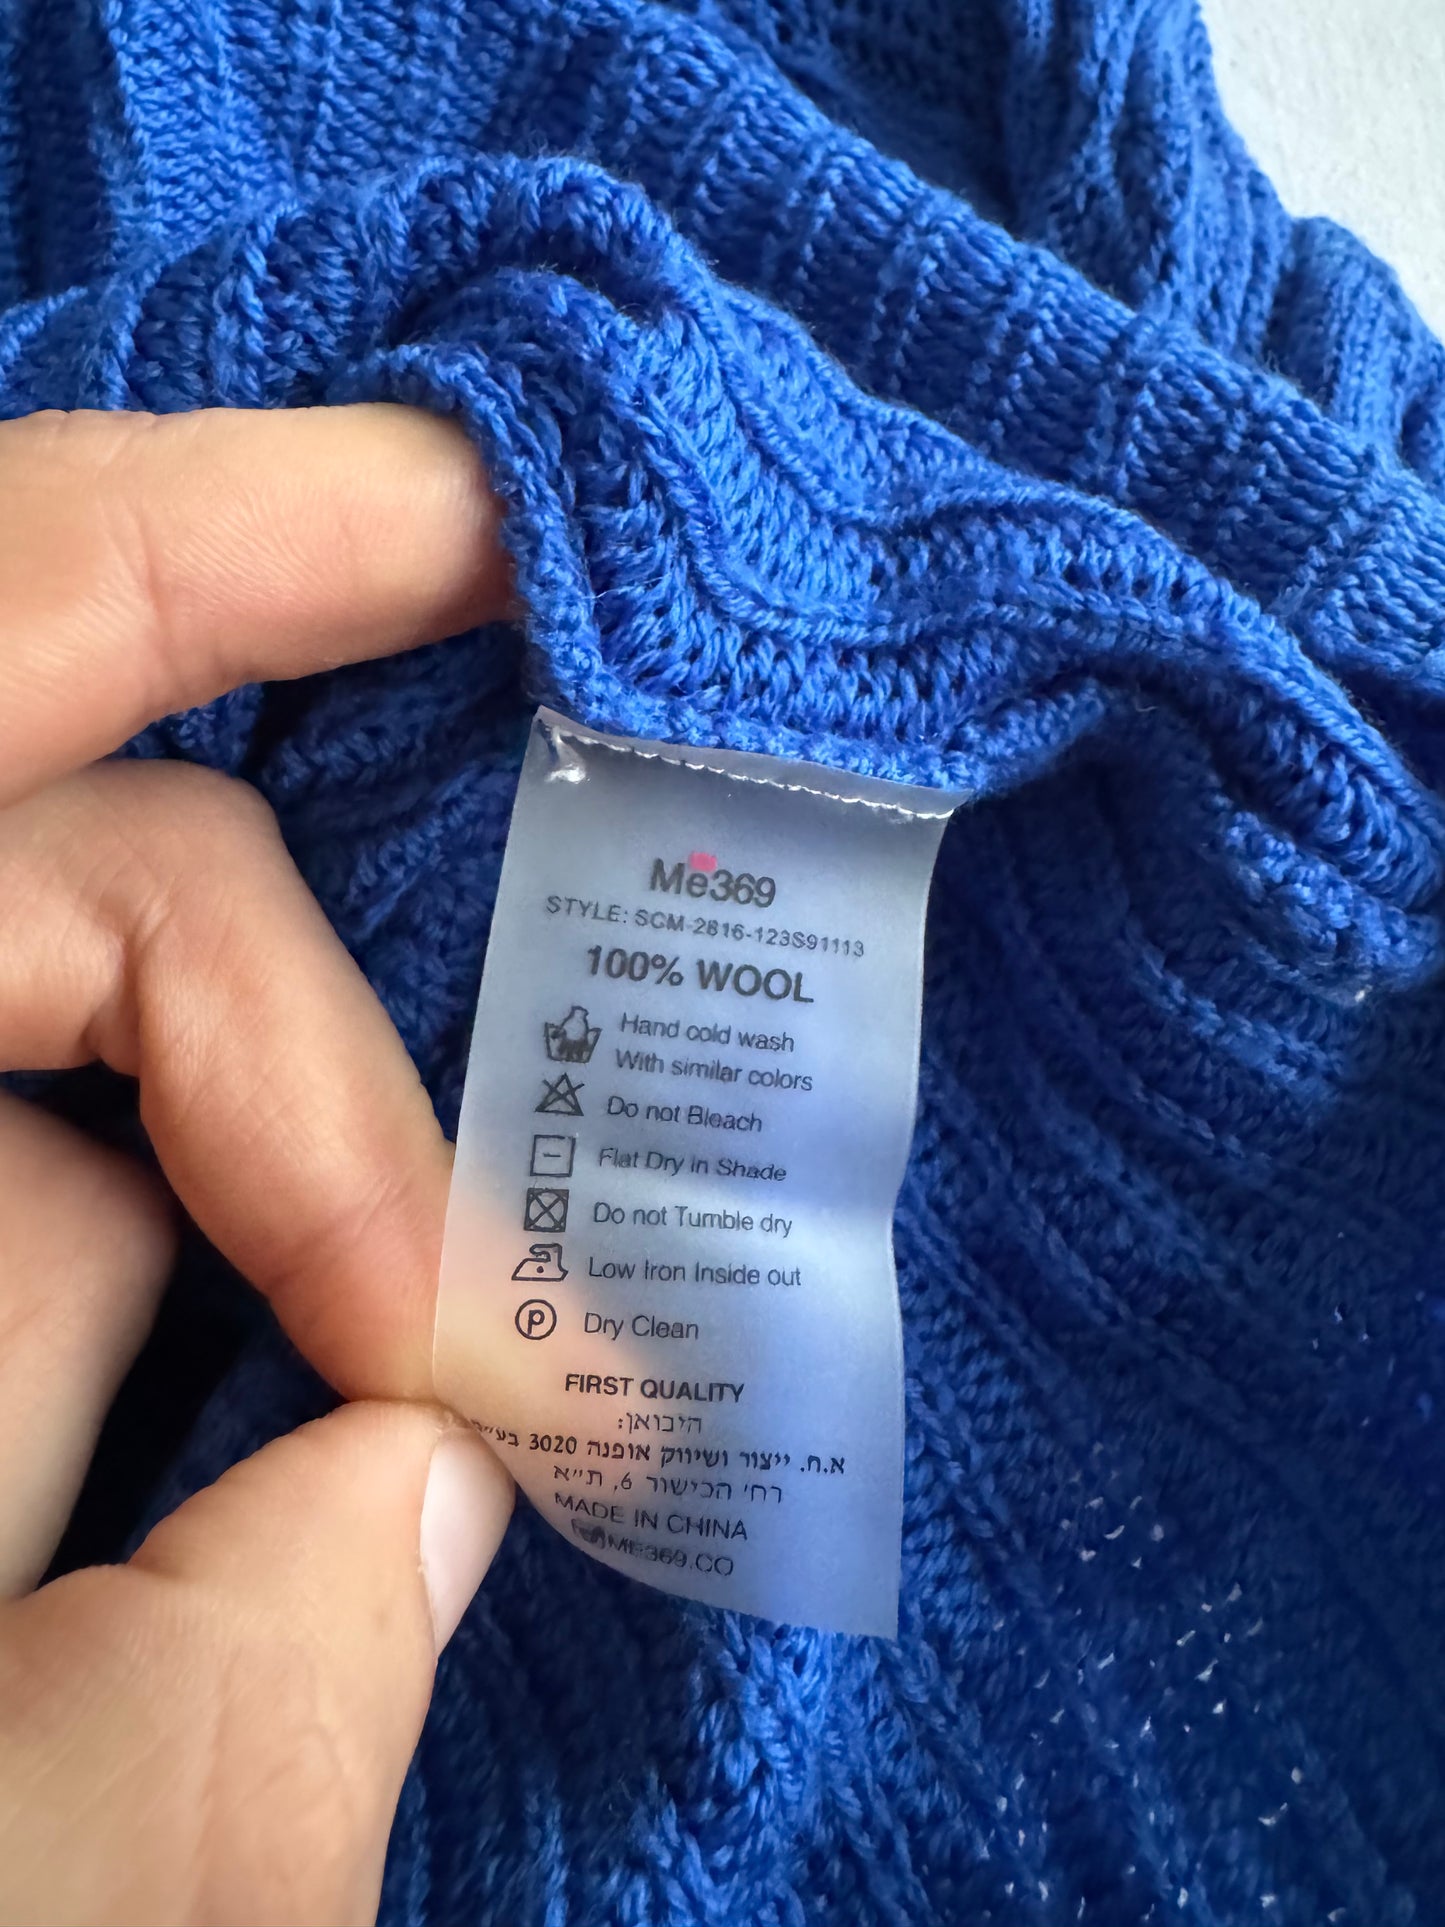 Me369
STYLE: SCM-2816-123S91113
100% WOOL
Hand cold wash
With similar colors
Do not Bleach
Flat Dry in Shade
Do not Tumble dry
Low Iron Inside out
P
Dry Clean
FIRST QUALITY
היבואן:
א.ח. ייצור ושיווק אופנה 3020 בע"מ
רח' הכישור 6, ת"א
MADE IN CHINA
ME369.CO